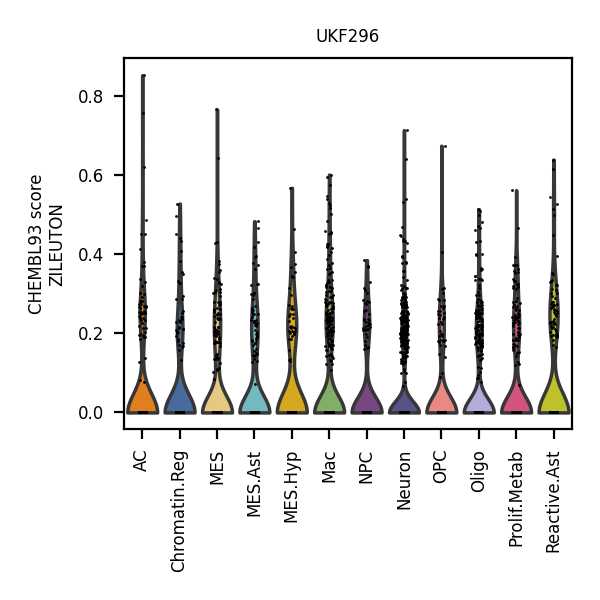 UKF296
CHEMBL93 score
ZILEUTON
0.8
0.6
0.4
0.2
0.0
AC
Chromatin.Reg
MES
MES.Ast
MES.Hyp
Mac
NPC
Neuron
OPC
Oligo
Prolif.Metab
Reactive.Ast